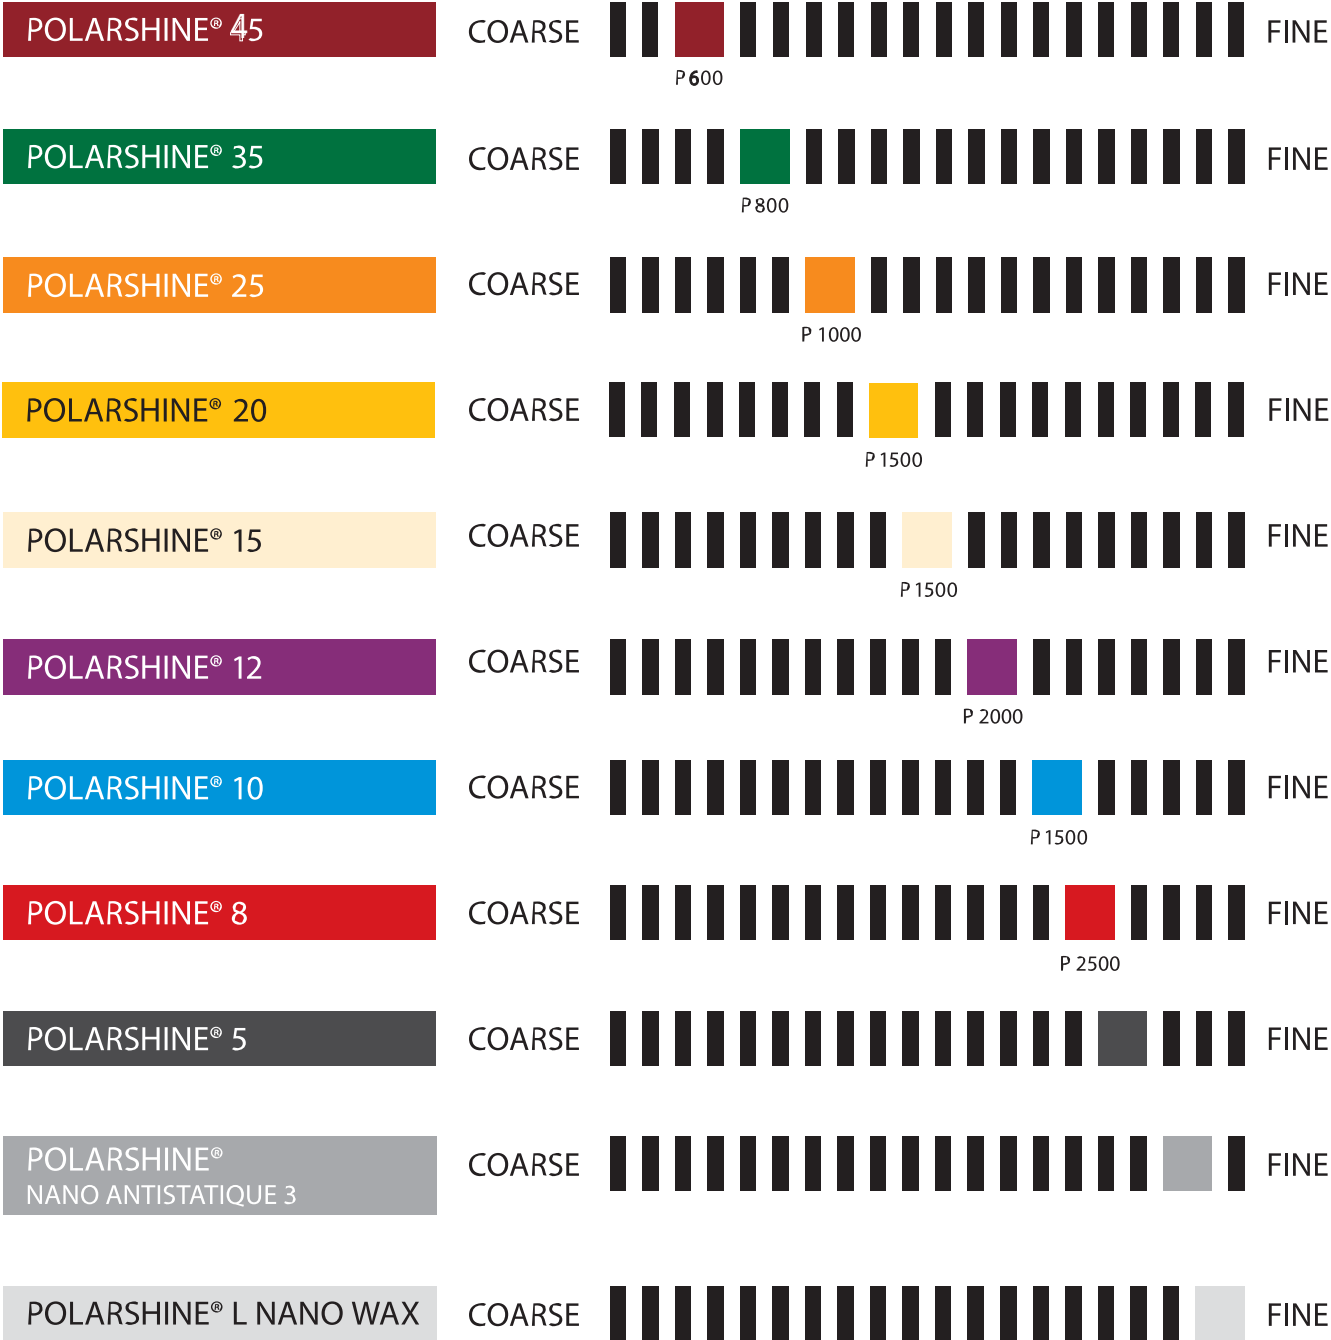 POLARSHINE® 45 COARSE FINE
P 600
POLARSHINE® 35 COARSE FINE
P 800
POLARSHINE® 25 COARSE FINE
P 1000
POLARSHINE® 20 COARSE FINE
P 1500
POLARSHINE® 15 COARSE FINE
P 1500
POLARSHINE® 12 COARSE FINE
P 2000
POLARSHINE® 10 COARSE FINE
P 1500
POLARSHINE® 8 COARSE FINE
P 2500
POLARSHINE® 5 COARSE FINE
POLARSHINE® COARSE FINE
NANO ANTISTATIQUE 3
POLARSHINE® L NANO WAX COARSE FINE